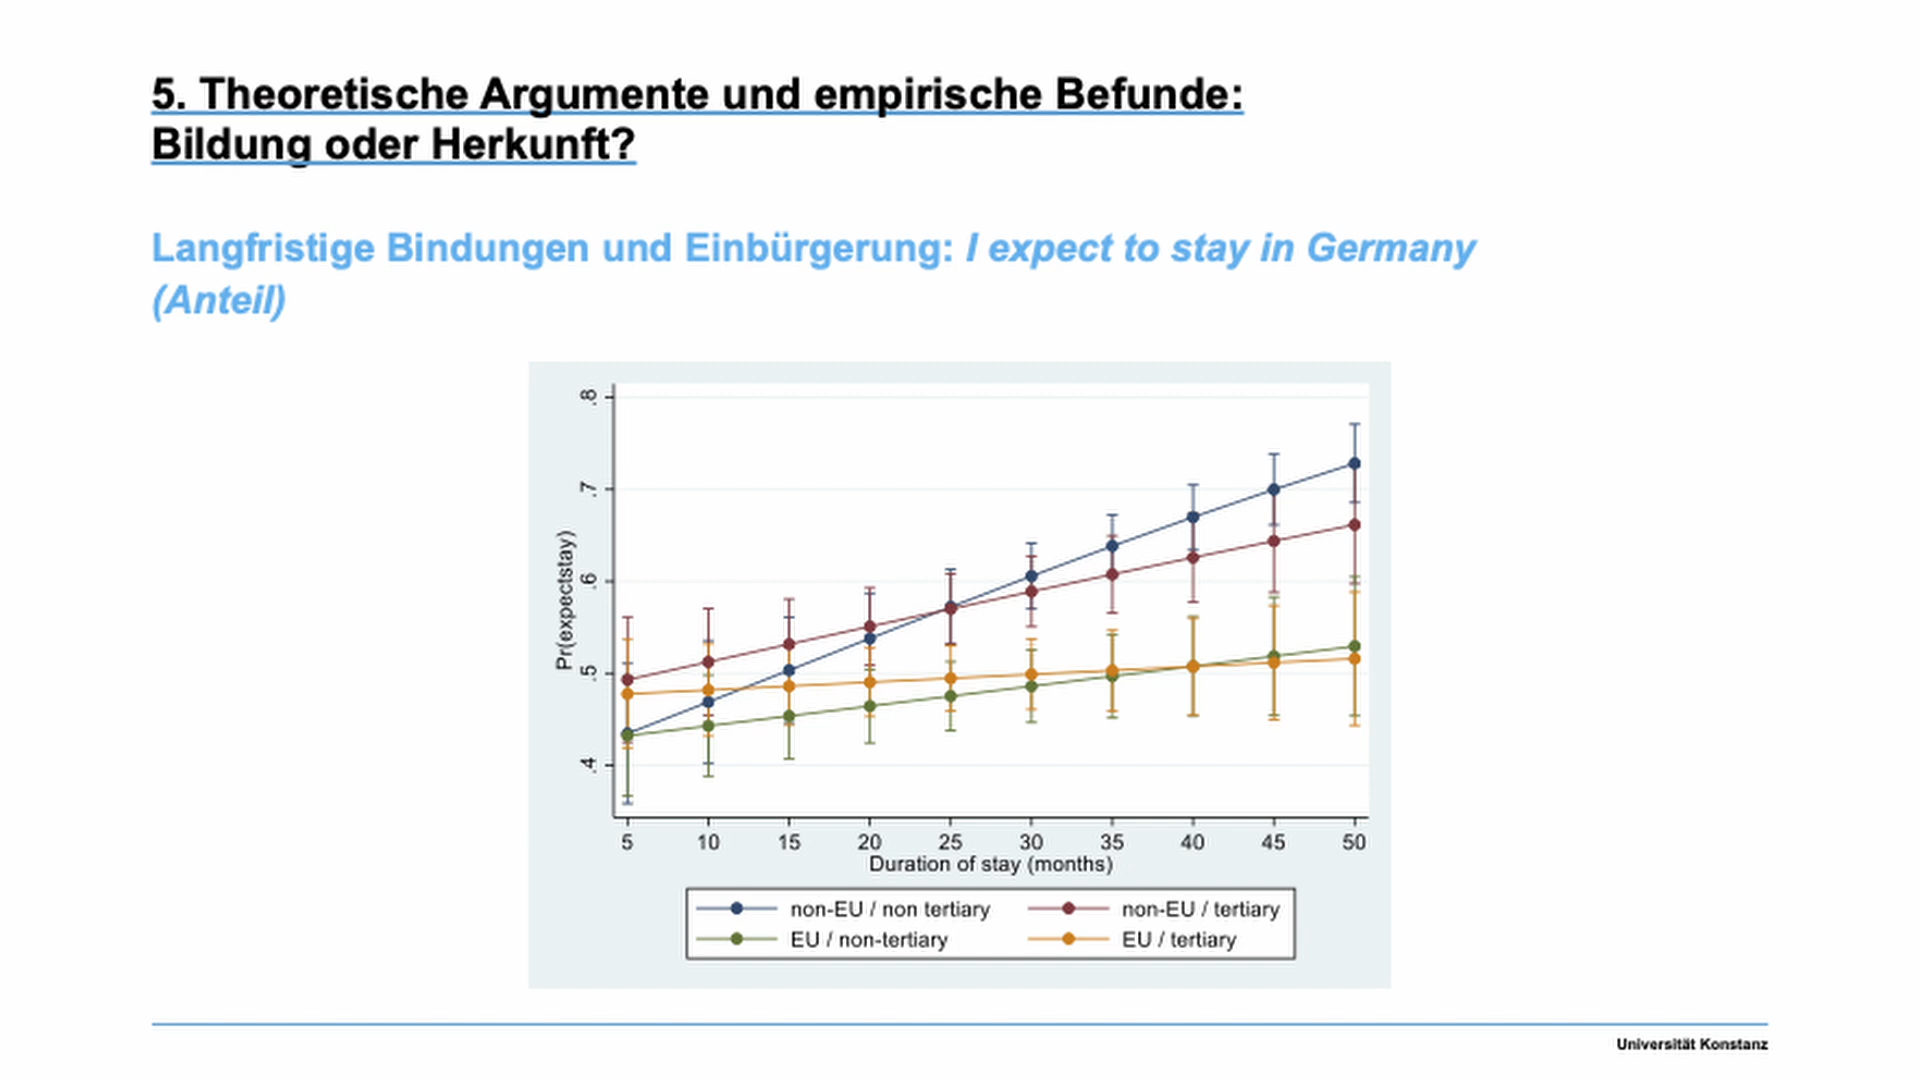 5. Theoretische Argumente und empirische Befunde:
Bildung oder Herkunft?
Langfristige Bindungen und Einbürgerung: I expect to stay in Germany
(Anteil)
.8
.7
.6
.5
.4
Pr(expectstay)
5 10 15 20 25 30 35 40 45 50
Duration of stay (months)
non-EU / non tertiary non-EU / tertiary
EU / non-tertiary EU / tertiary
Universität Konstanz